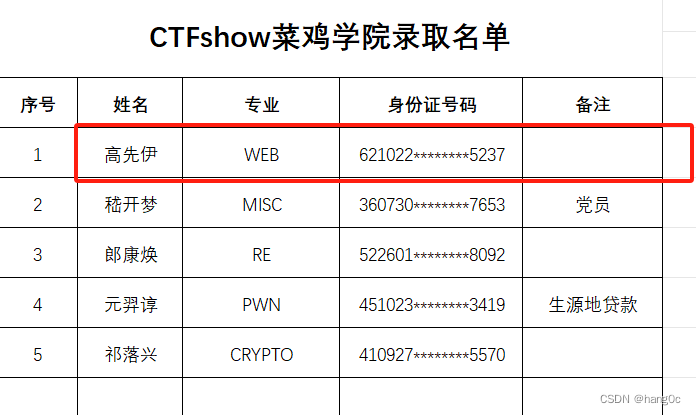 CTFshow菜鸡学院录取名单
序号 姓名 专业 身份证号码 备注
1 高先伊 WEB 621022********5237
2 嵇开梦 MISC 360730********7653 党员
3 郎康焕 RE 522601********8092
4 元羿谆 PWN 451023********3419 生源地贷款
5 祁落兴 CRYPTO 410927********5570
CSDN @hang0c